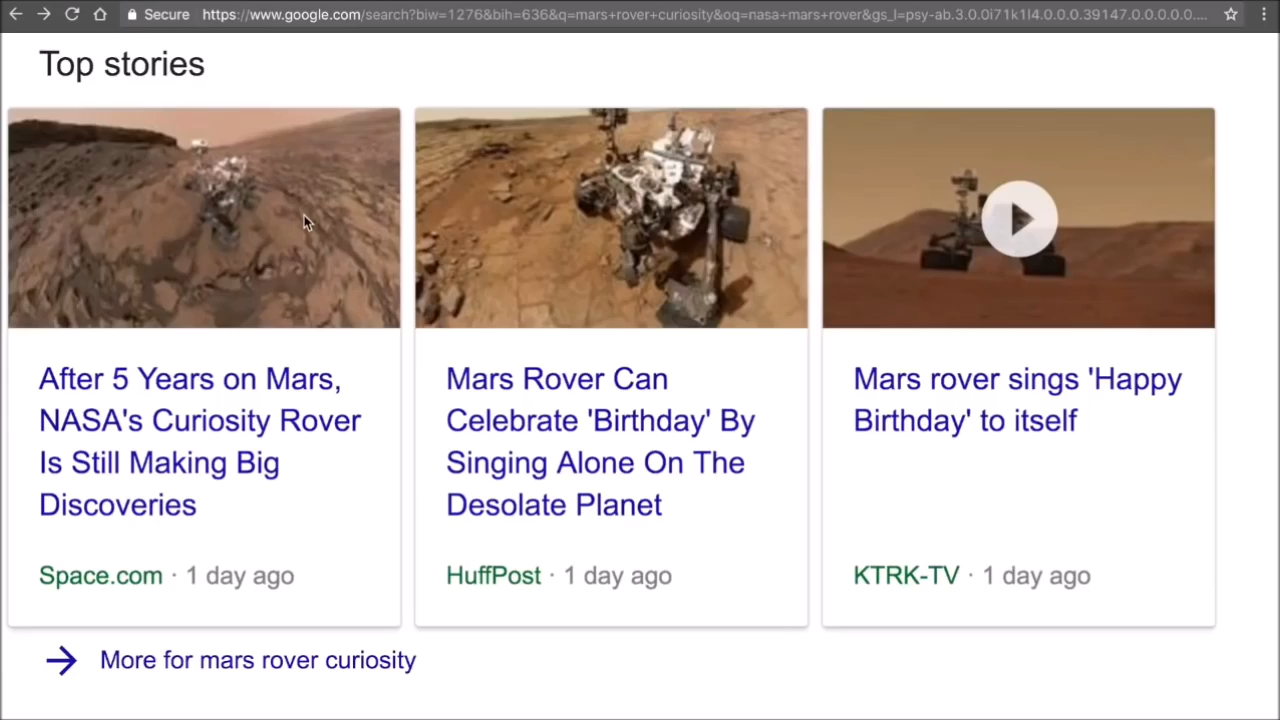 Secure https://www.google.com/search?biw=1276&bih=636&q=mars+rover+curiosity&oq=nasa+mars+rover&gs_l=psy-ab.3.0.0i71k1l4.0.0.0.39147.0.0.0.0.0....
Top stories
After 5 Years on Mars,
NASA's Curiosity Rover
Is Still Making Big
Discoveries
Space.com · 1 day ago
Mars Rover Can
Celebrate 'Birthday' By
Singing Alone On The
Desolate Planet
HuffPost · 1 day ago
Mars rover sings 'Happy
Birthday' to itself
KTRK-TV · 1 day ago
More for mars rover curiosity